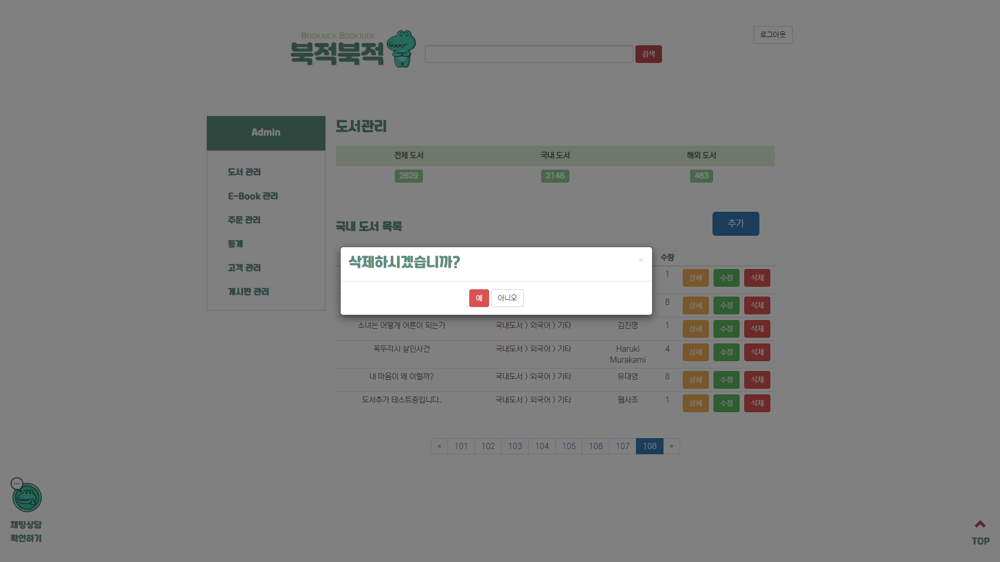 BOOKJUCK BOOKJUCK
북적북적
검색
로그아웃
Admin
도서 관리
E-Book 관리
주문 관리
통계
고객 관리
게시판 관리
도서관리
전체 도서 국내 도서 해외 도서
2629 2146 483
국내 도서 목록
추가
삭제하시겠습니까?
×
예 아니오
수량
1 상세 수정 삭제
8 상세 수정 삭제
소녀는 어떻게 어른이 되는가 국내도서 > 외국어 > 기타 김진명 1 상세 수정 삭제
꼭두각시 살인사건 국내도서 > 외국어 > 기타 Haruki Murakami 4 상세 수정 삭제
내 마음이 왜 이럴까? 국내도서 > 외국어 > 기타 유대영 8 상세 수정 삭제
도서추가 테스트중입니다. 국내도서 > 외국어 > 기타 웹사조 1 상세 수정 삭제
« 101 102 103 104 105 106 107 108 »
채팅상담
확인하기
TOP